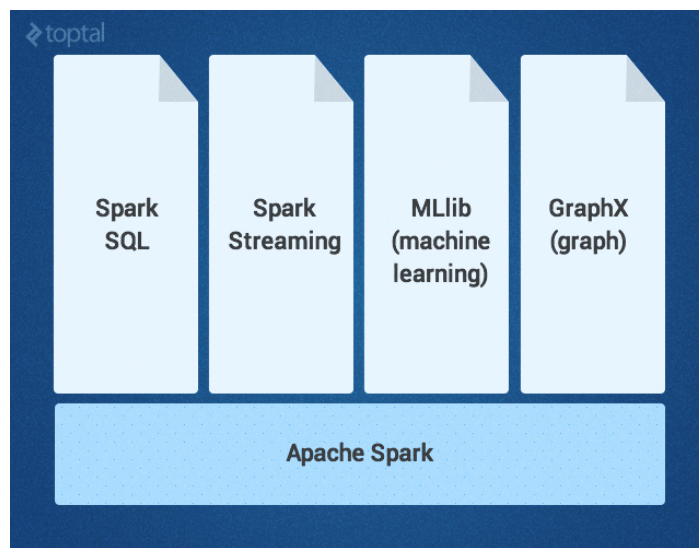 toptal
Spark
SQL
Spark
Streaming
MLlib
(machine
learning)
GraphX
(graph)
Apache Spark